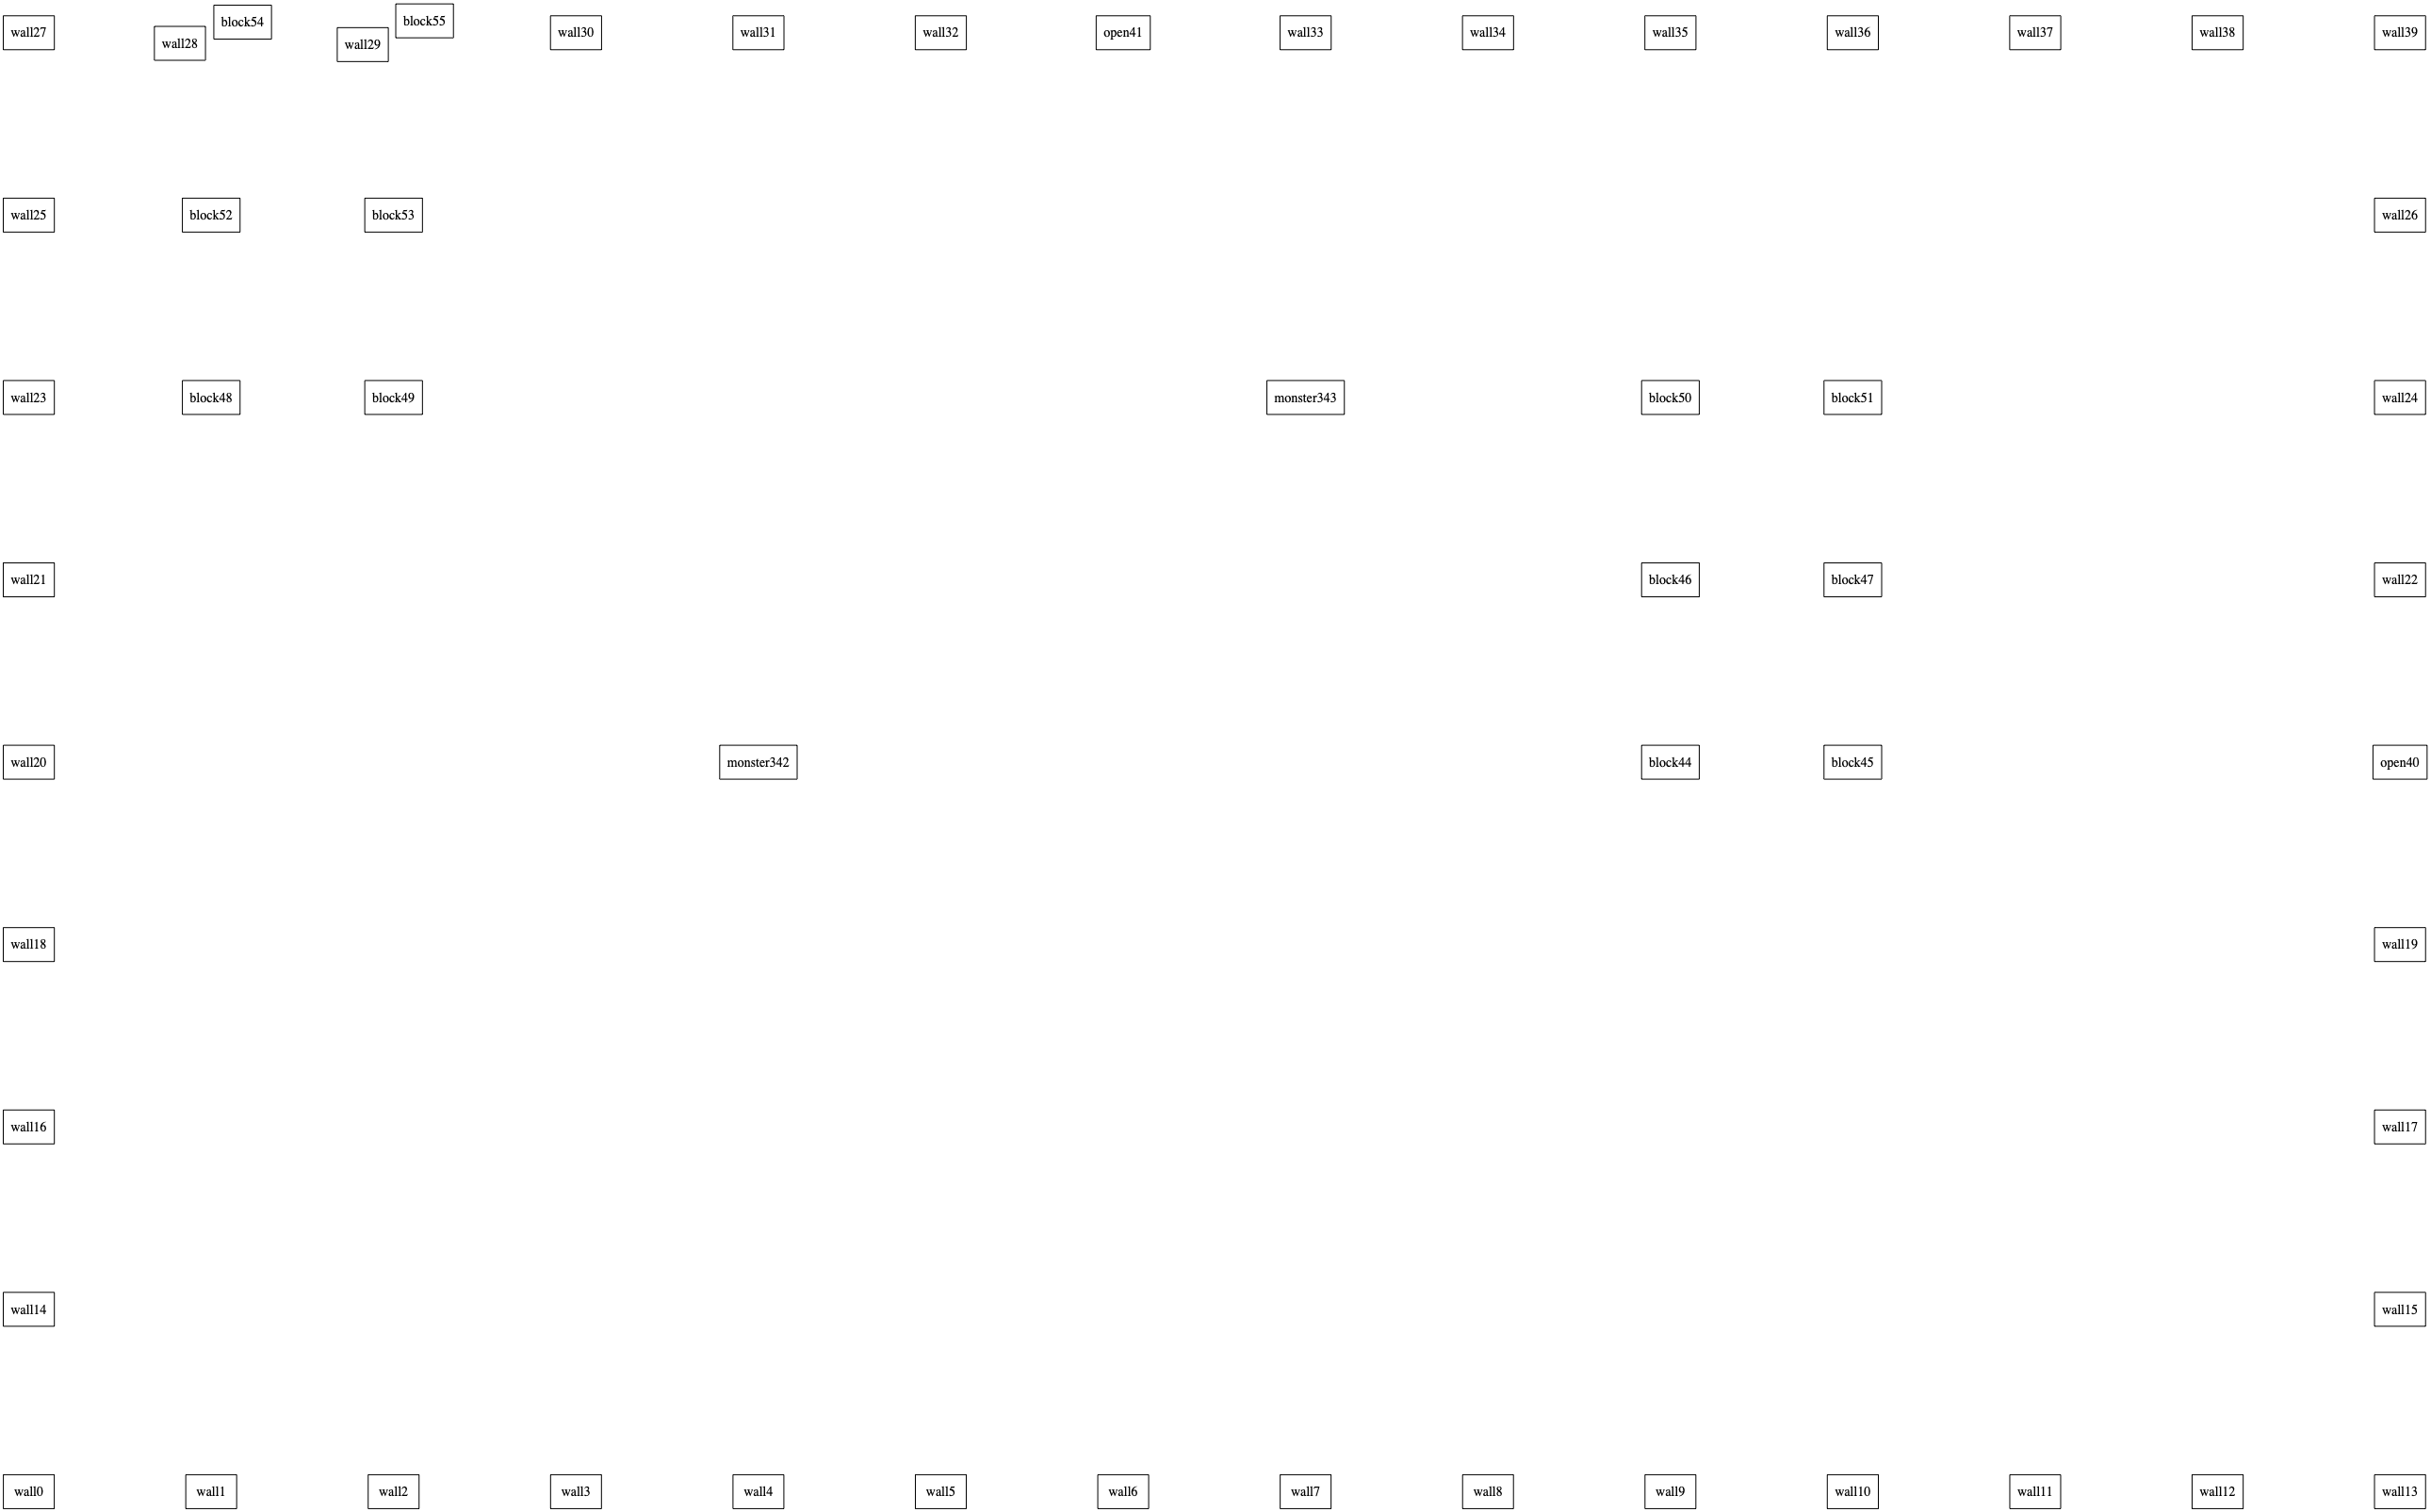 wall27 wall28 block54 wall29 block55 wall30 wall31 wall32 open41 wall33 wall34 wall35 wall36 wall37 wall38 wall39
wall25 block52 block53 wall26
wall23 block48 block49 monster343 block50 block51 wall24
wall21 block46 block47 wall22
wall20 monster342 block44 block45 open40
wall18 wall19
wall16 wall17
wall14 wall15
wall0 wall1 wall2 wall3 wall4 wall5 wall6 wall7 wall8 wall9 wall10 wall11 wall12 wall13